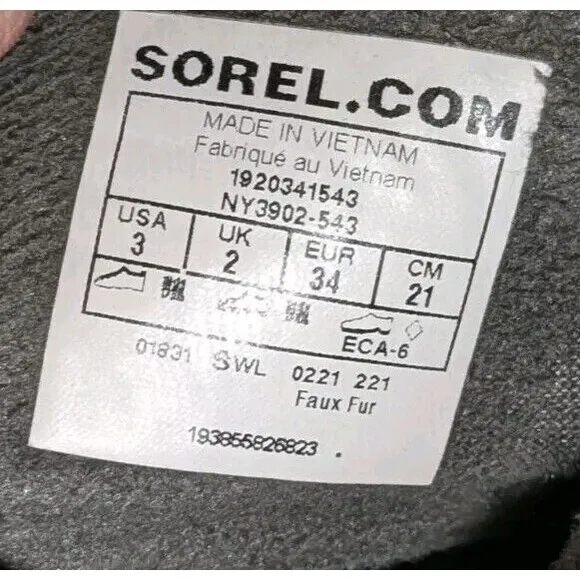 SOREL.COM
MADE IN VIETNAM
Fabriqué au Vietnam
1920341543
NY3902-543
USA UK EUR CM
3 2 34 21
ECA-6
01831 SWL 0221 221
Faux Fur
193855826823